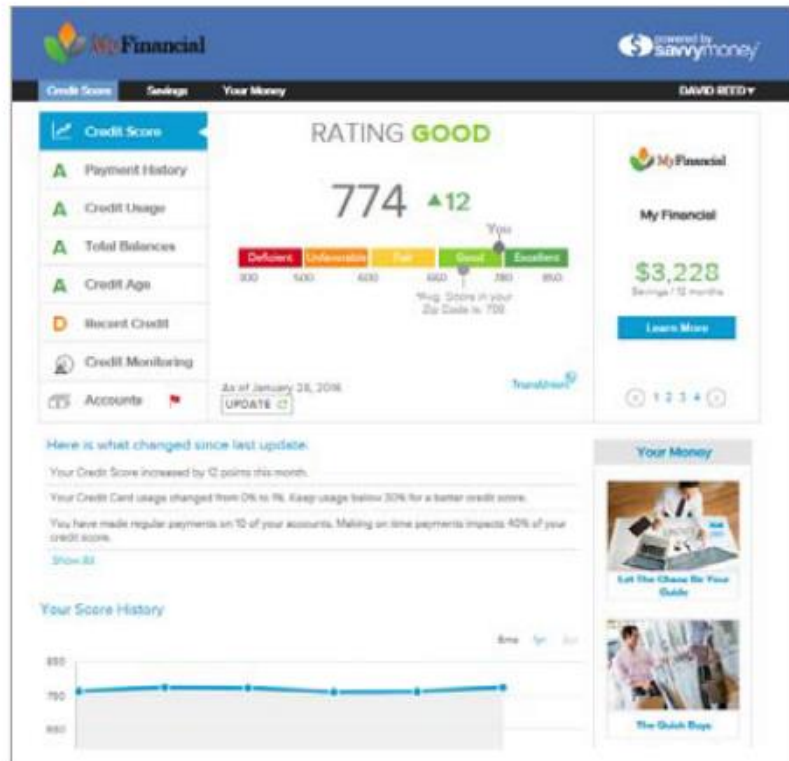 MyFinancial
powered by
savvymoney
Credit Score Savings Your Money DAVID REED
Credit Score
A Payment History
A Credit Usage
A Total Balances
A Credit Age
D Recent Credit
Credit Monitoring
Accounts
RATING GOOD
774 ▲12
You
Deficient Unfavorable Fair Good Excellent
300 500 600 660 780 850
Avg. Score in your
Zip Code is
As of January 28, 2016
UPDATE
TransUnion
MyFinancial
My Financial
$3,228
Savings / 12 months
Learn More
1 2 3 4
Here is what changed since last update.
Your Credit Score increased by 12 points this month.
Your Credit Card usage changed from 0% to 1%. Keep usage below 30% for a better credit score.
You have made regular payments on 10 of your accounts. Making on time payments impacts 40% of your
credit score.
Show All
Your Score History
6mo 1yr
850
750
650
Your Money
Let The Chaos Be Your
Guide
The Quick Buys